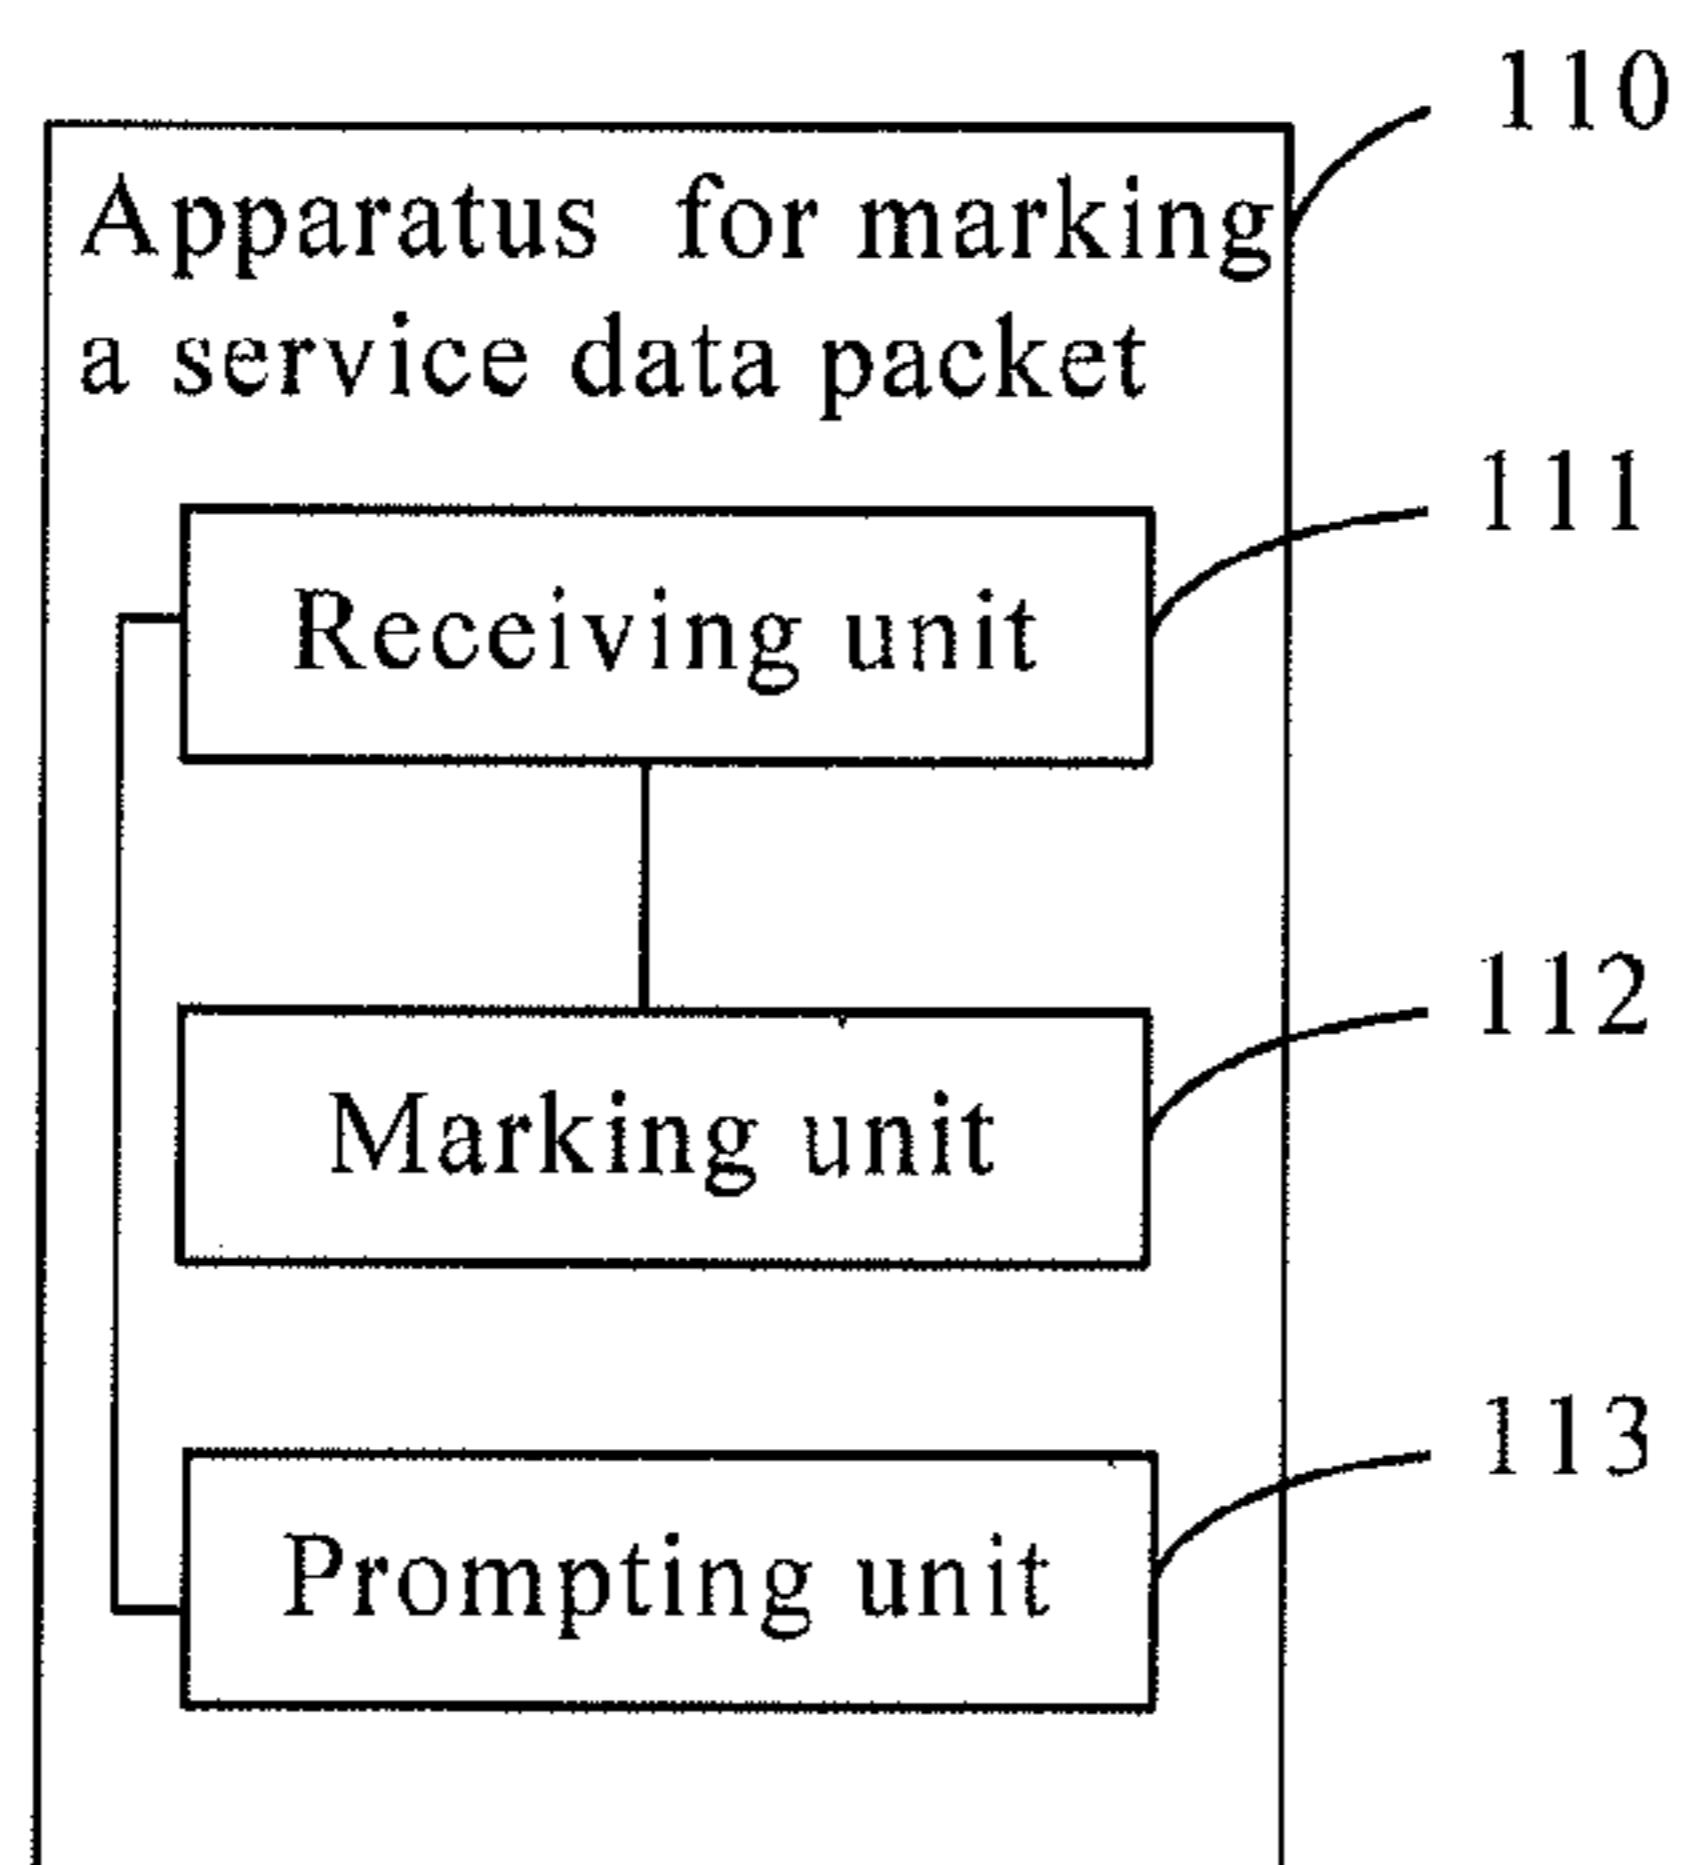 110
Apparatus for marking
a service data packet
111
Receiving unit
112
Marking unit
113
Prompting unit